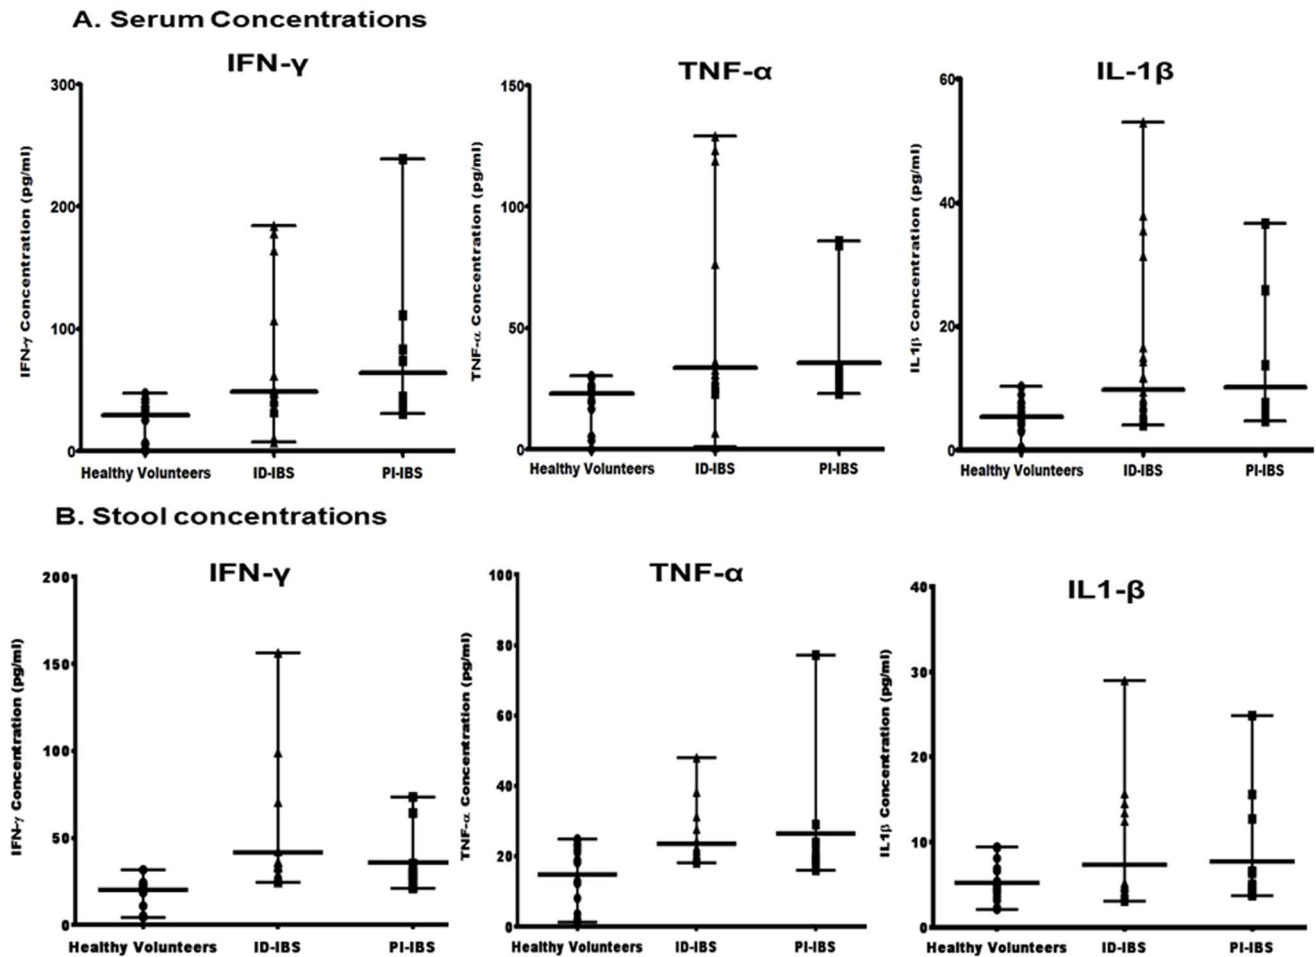 A. Serum Concentrations
IFN-γ
IFN-γ Concentration (pg/ml)
300
200
100
0
Healthy Volunteers
ID-IBS
PI-IBS
TNF-α
TNF-α Concentration (pg/ml)
150
100
50
0
Healthy Volunteers
ID-IBS
PI-IBS
IL-1β
IL1β Concentration (pg/ml)
60
40
20
0
Healthy Volunteers
ID-IBS
PI-IBS
B. Stool concentrations
IFN-γ
IFN-γ Concentration (pg/ml)
200
150
100
50
0
Healthy Volunteers
ID-IBS
PI-IBS
TNF-α
TNF-α Concentration (pg/ml)
100
80
60
40
20
0
Healthy Volunteers
ID-IBS
PI-IBS
IL1-β
IL1β Concentration (pg/ml)
40
30
20
10
0
Healthy Volunteers
ID-IBS
PI-IBS